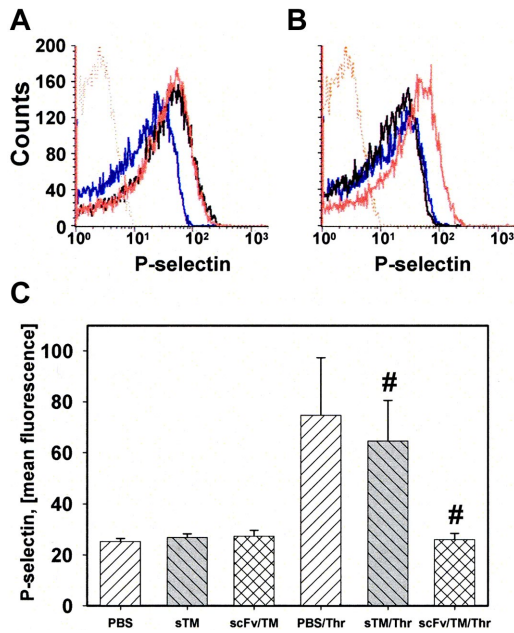 A
B
200
160
120
80
40
0
Counts
10⁰ 10¹ 10² 10³
10⁰ 10¹ 10² 10³
P-selectin
P-selectin
C
P-selectin, [mean fluorescence]
100
80
60
40
20
0
#
#
PBS sTM scFv/TM PBS/Thr sTM/Thr scFv/TM/Thr